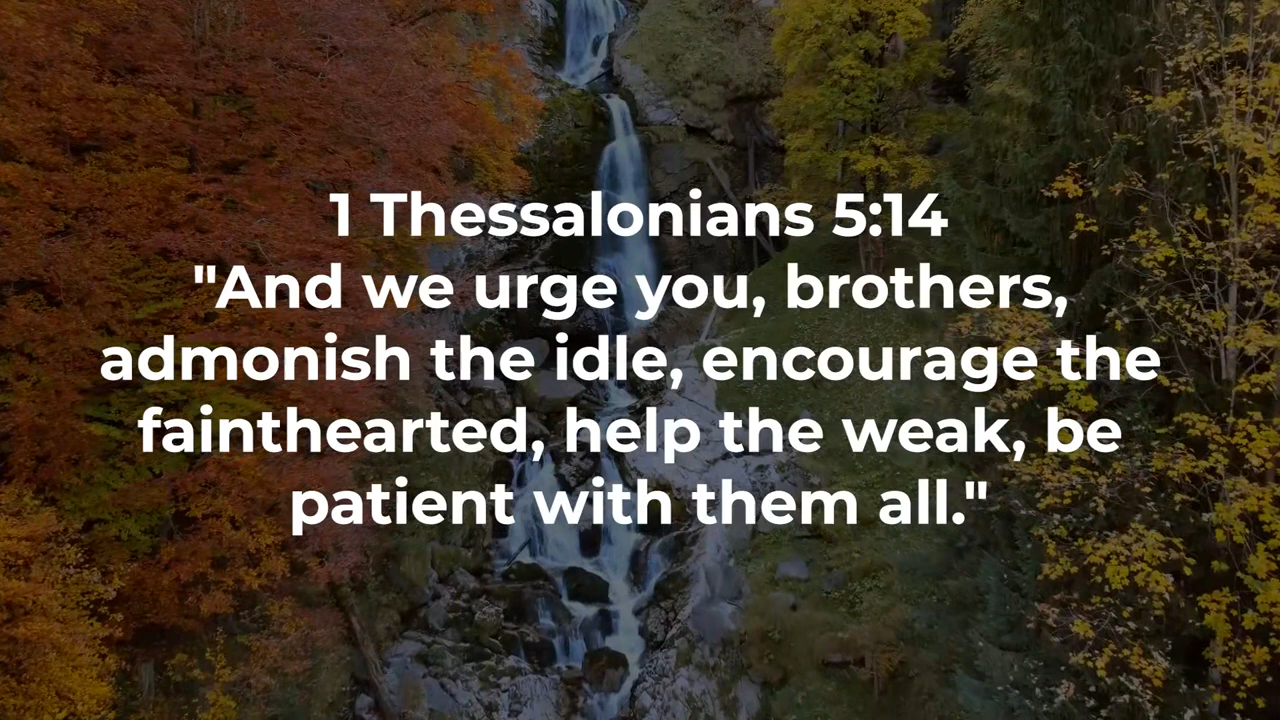 1 Thessalonians 5:14
"And we urge you, brothers,
admonish the idle, encourage the
fainthearted, help the weak, be
patient with them all."